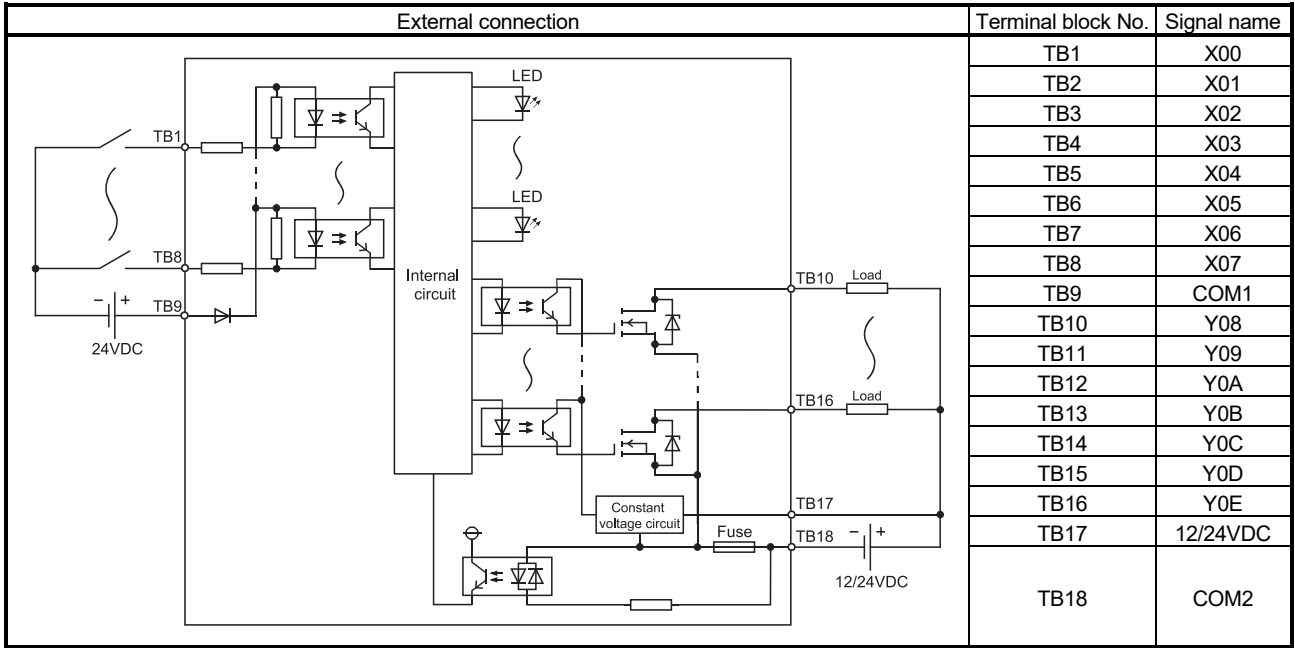 External connection
Terminal block No.
Signal name
TB1 X00
TB2 X01
TB3 X02
TB4 X03
TB5 X04
TB6 X05
TB7 X06
TB8 X07
TB9 COM1
TB10 Y08
TB11 Y09
TB12 Y0A
TB13 Y0B
TB14 Y0C
TB15 Y0D
TB16 Y0E
TB17 12/24VDC
TB18 COM2
LED
TB1
LED
TB8
Internal
circuit
TB10
Load
− +
TB9
24VDC
TB16
Load
Constant
voltage circuit
TB17
Fuse
TB18
− +
12/24VDC